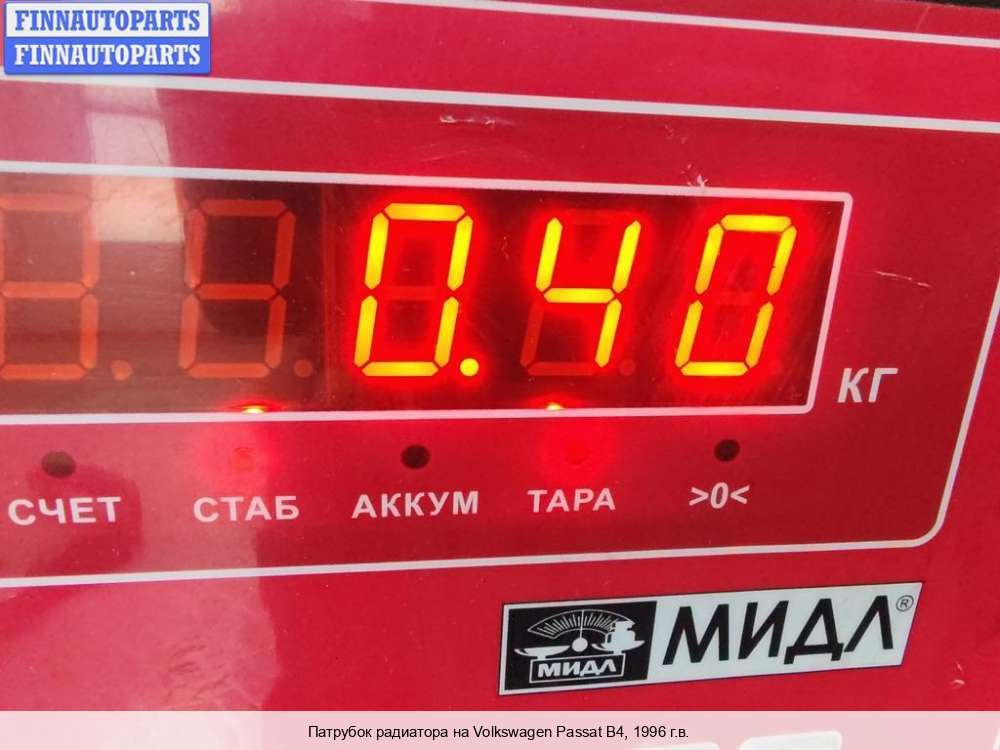 FINNAUTOPARTS
FINNAUTOPARTS
0.40
КГ
СЧЕТ СТАБ АККУМ ТАРА >0<
МИДЛ МИДЛ®
Патрубок радиатора на Volkswagen Passat B4, 1996 г.в.